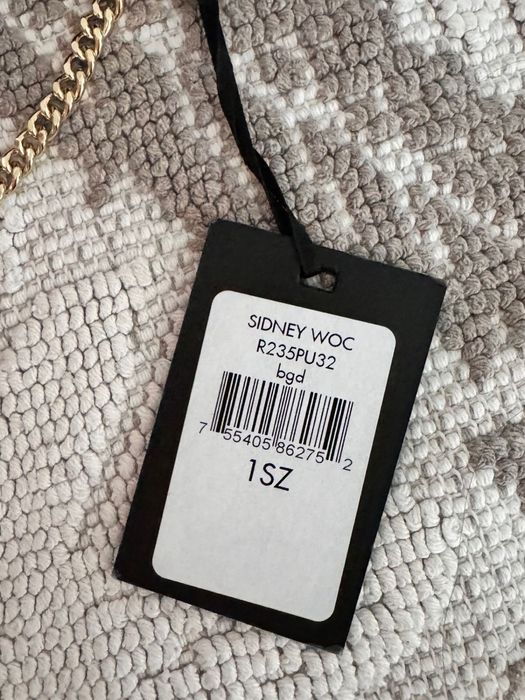 SIDNEY WOC
R235PU32
bgd
7 55405 86275 2
1SZ